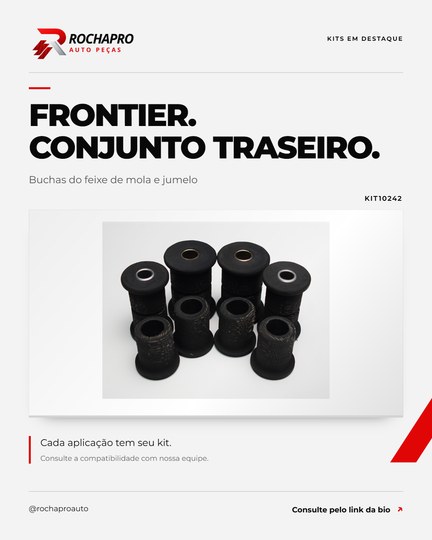 ROCHAPRO
AUTO PEÇAS
KITS EM DESTAQUE
FRONTIER.
CONJUNTO TRASEIRO.
Buchas do feixe de mola e jumelo
KIT10242
Cada aplicação tem seu kit.
Consulte a compatibilidade com nossa equipe.
@rochaproauto
Consulte pelo link da bio